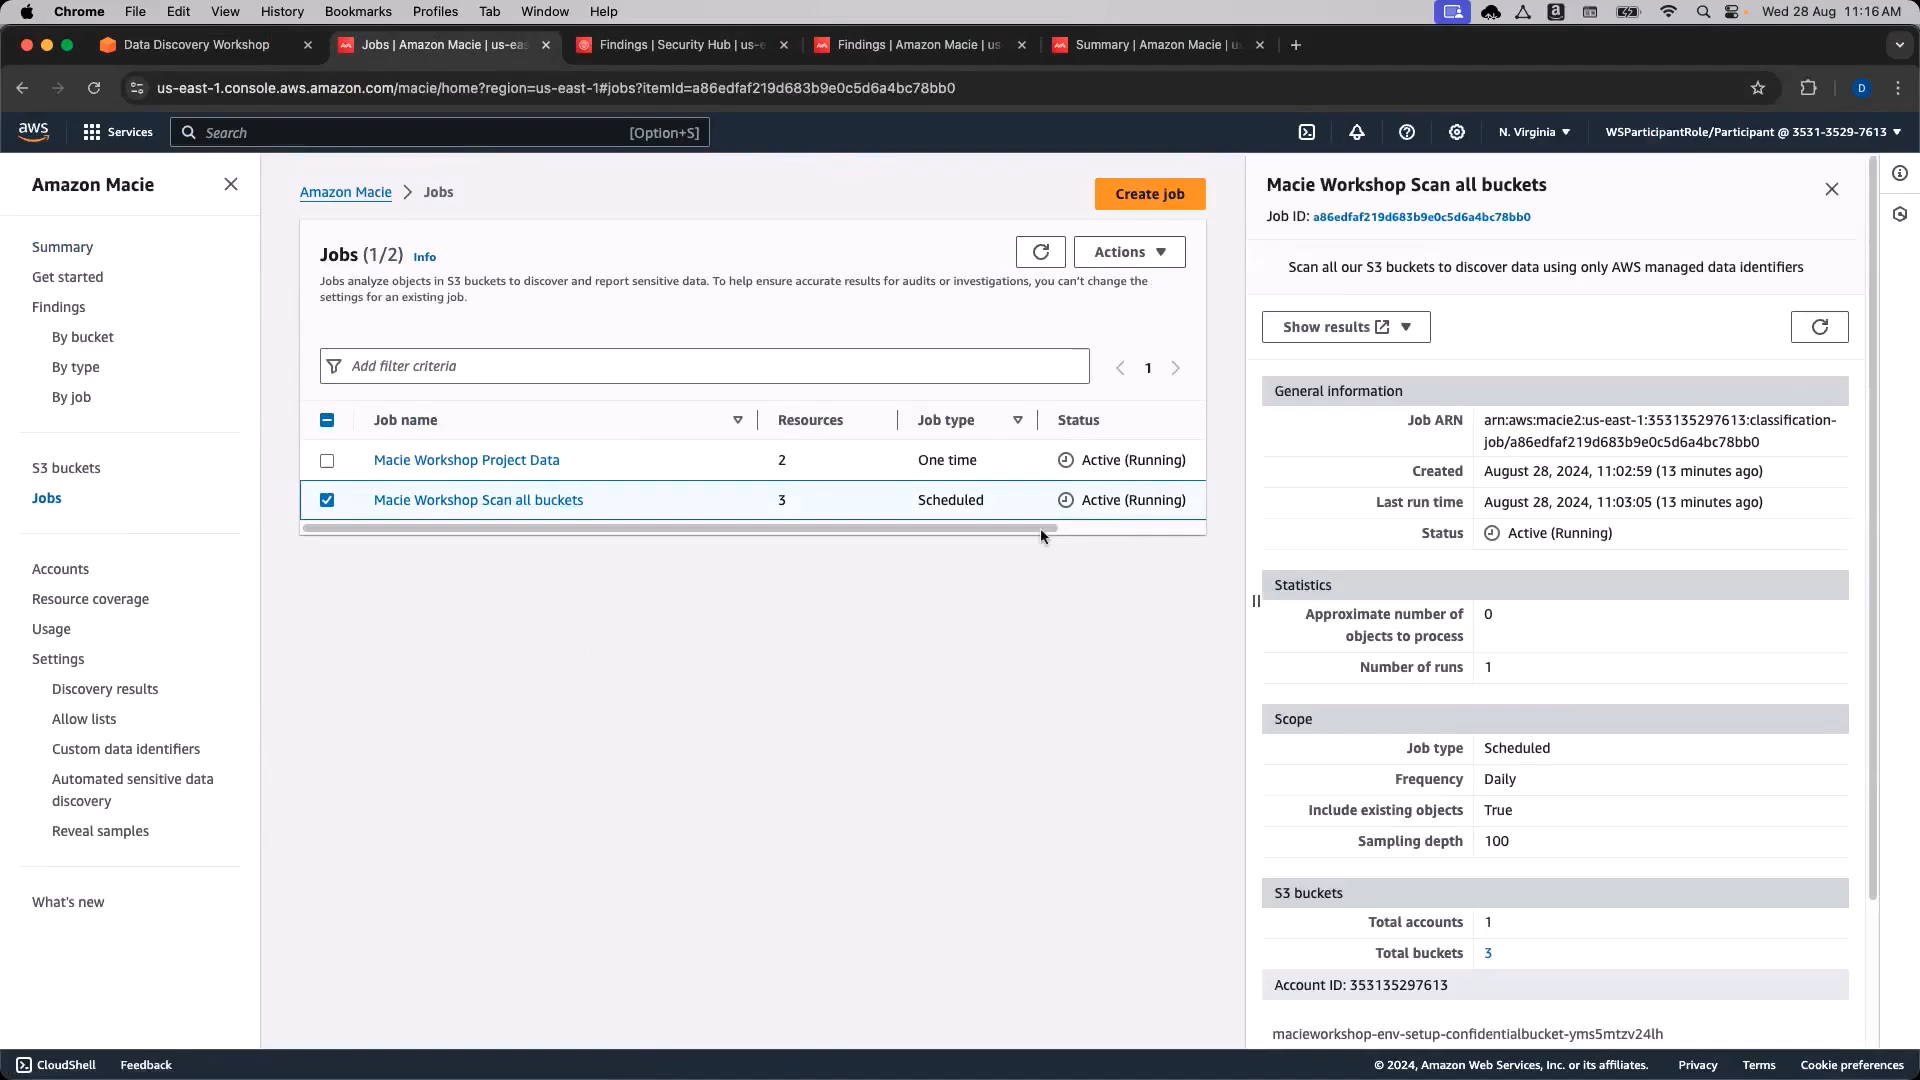 Chrome File Edit View History Bookmarks Profiles Tab Window Help Wed 28 Aug 11:16 AM
Data Discovery Workshop
Jobs | Amazon Macie | us-eas
Findings | Security Hub | us-e
Findings | Amazon Macie | us
Summary | Amazon Macie | u
us-east-1.console.aws.amazon.com/macie/home?region=us-east-1#jobs?itemId=a86edfaf219d683b9e0c5d6a4bc78bb0
D
aws Services Search [Option+S] N. Virginia WSParticipantRole/Participant @ 3531-3529-7613
Amazon Macie
Summary
Get started
Findings
By bucket
By type
By job
S3 buckets
Jobs
Accounts
Resource coverage
Usage
Settings
Discovery results
Allow lists
Custom data identifiers
Automated sensitive data
discovery
Reveal samples
What's new
Amazon Macie > Jobs
Create job
Jobs (1/2) Info
Actions
Jobs analyze objects in S3 buckets to discover and report sensitive data. To help ensure accurate results for audits or investigations, you can't change the
settings for an existing job.
Add filter criteria
1
Job name Resources Job type Status
Macie Workshop Project Data 2 One time Active (Running)
Macie Workshop Scan all buckets 3 Scheduled Active (Running)
Macie Workshop Scan all buckets
Job ID: a86edfaf219d683b9e0c5d6a4bc78bb0
Scan all our S3 buckets to discover data using only AWS managed data identifiers
Show results
General information
Job ARN arn:aws:macie2:us-east-1:353135297613:classification-
job/a86edfaf219d683b9e0c5d6a4bc78bb0
Created August 28, 2024, 11:02:59 (13 minutes ago)
Last run time August 28, 2024, 11:03:05 (13 minutes ago)
Status Active (Running)
Statistics
Approximate number of 0
objects to process
Number of runs 1
Scope
Job type Scheduled
Frequency Daily
Include existing objects True
Sampling depth 100
S3 buckets
Total accounts 1
Total buckets 3
Account ID: 353135297613
macieworkshop-env-setup-confidentialbucket-yms5mtzv24lh
CloudShell Feedback © 2024, Amazon Web Services, Inc. or its affiliates. Privacy Terms Cookie preferences